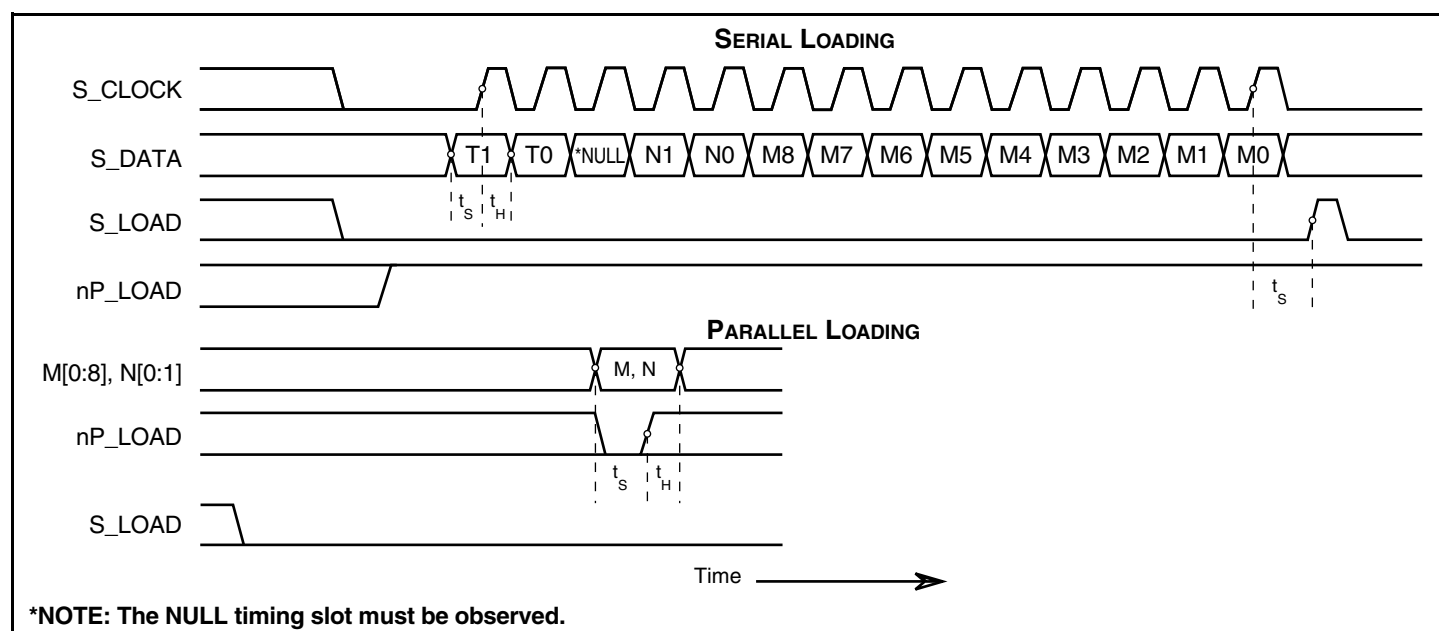 SERIAL LOADING
S_CLOCK
S_DATA T1 T0 *NULL N1 N0 M8 M7 M6 M5 M4 M3 M2 M1 M0
tS tH
S_LOAD
nP_LOAD
tS
PARALLEL LOADING
M[0:8], N[0:1] M, N
nP_LOAD
tS tH
S_LOAD
Time
*NOTE: The NULL timing slot must be observed.